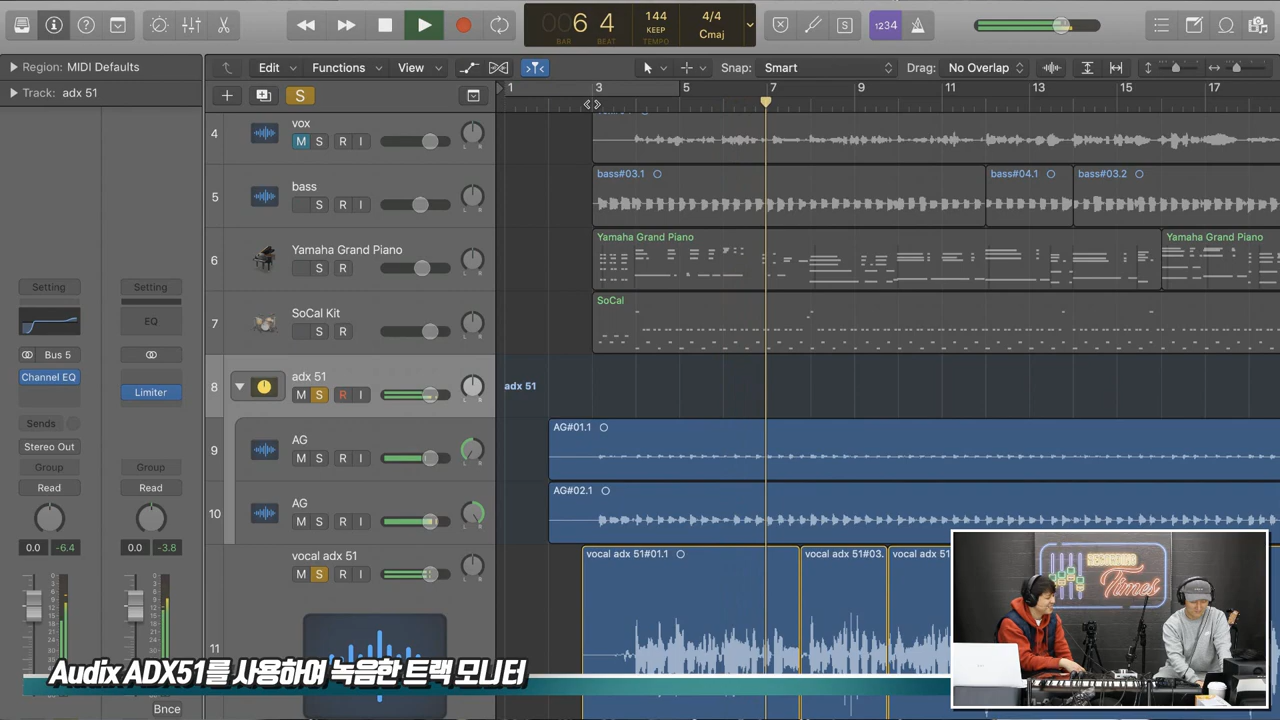 6 4
BAR BEAT
144
KEEP
TEMPO
4/4
Cmaj
S
1234
Region: MIDI Defaults
Track: adx 51
Edit Functions View
Snap: Smart
Drag: No Overlap
S
1 3 5 7 9 11 13 15 17
4 vox
M S R I
5 bass
S R I
bass#03.1
bass#04.1
bass#03.2
6 Yamaha Grand Piano
S R
Yamaha Grand Piano
Yamaha Grand Piano
7 SoCal Kit
S R
SoCal
8 adx 51
M S R I
adx 51
9 AG
M S R I
AG#01.1
10 AG
M S R I
AG#02.1
11 vocal adx 51
M S R I
vocal adx 51#01.1
vocal adx 51#03.
vocal adx 51
Setting Setting
EQ
Bus 5
Channel EQ
Limiter
Sends
Stereo Out
Group Group
Read Read
0.0 -6.4 0.0 -3.8
RECORDING
Times
Audix ADX51를 사용하여 녹음한 트랙 모니터
Bnce